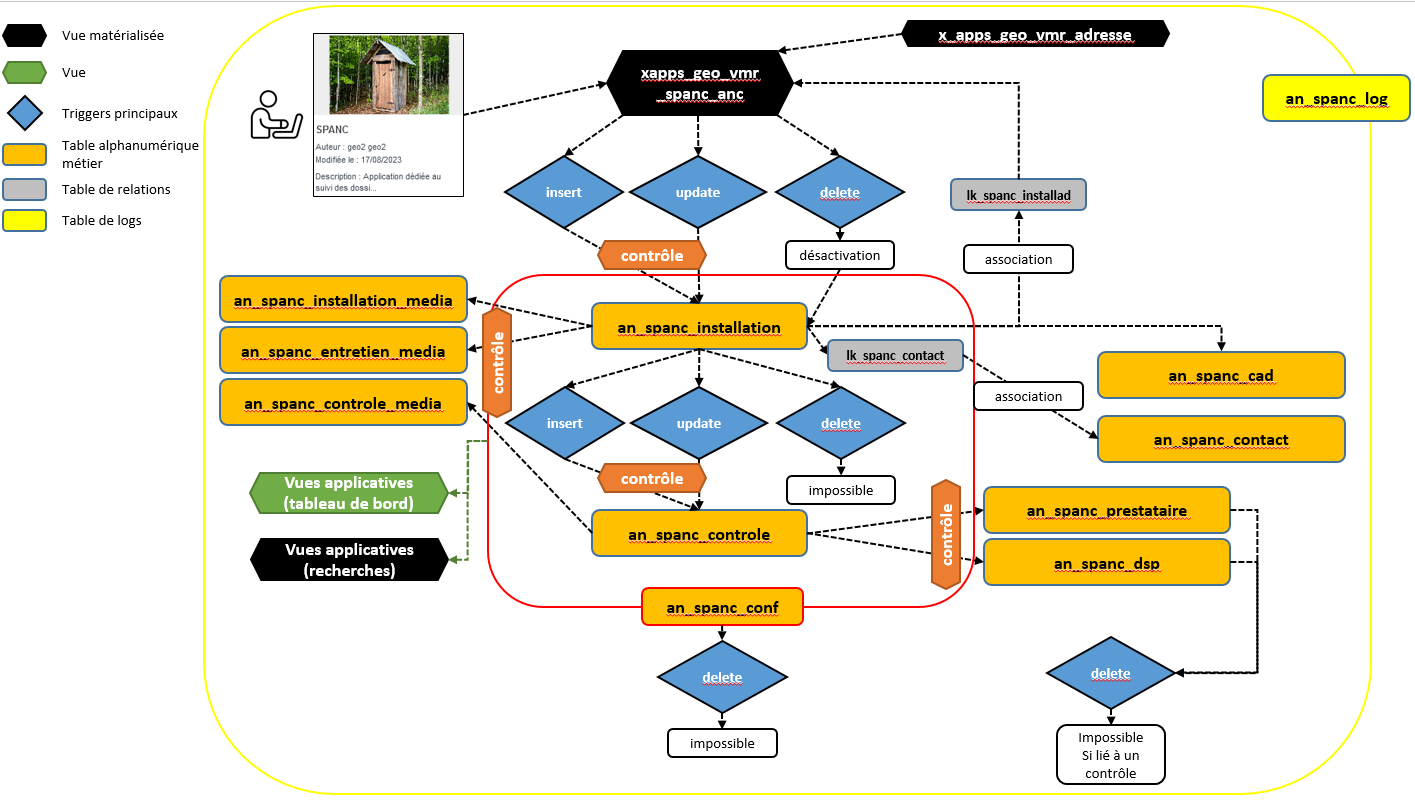 Vue matérialisée
Vue
Triggers principaux
Table alphanumérique
métier
Table de relations
Table de logs
SPANC
Auteur : geo2 geo2
Modifiée le : 17/08/2023
Description : Application dédiée au
suivi des dossi...
x_apps_geo_vmr_adresse
xapps_geo_vmr
_spanc_anc
an_spanc_log
insert
update
delete
lk_spanc_installad
contrôle
désactivation
association
an_spanc_installation_media
an_spanc_entretien_media
an_spanc_controle_media
contrôle
an_spanc_installation
lk_spanc_contact
an_spanc_cad
association
an_spanc_contact
insert
update
delete
contrôle
impossible
Vues applicatives
(tableau de bord)
Vues applicatives
(recherches)
an_spanc_controle
contrôle
an_spanc_prestataire
an_spanc_dsp
an_spanc_conf
delete
impossible
delete
Impossible
Si lié à un
contrôle